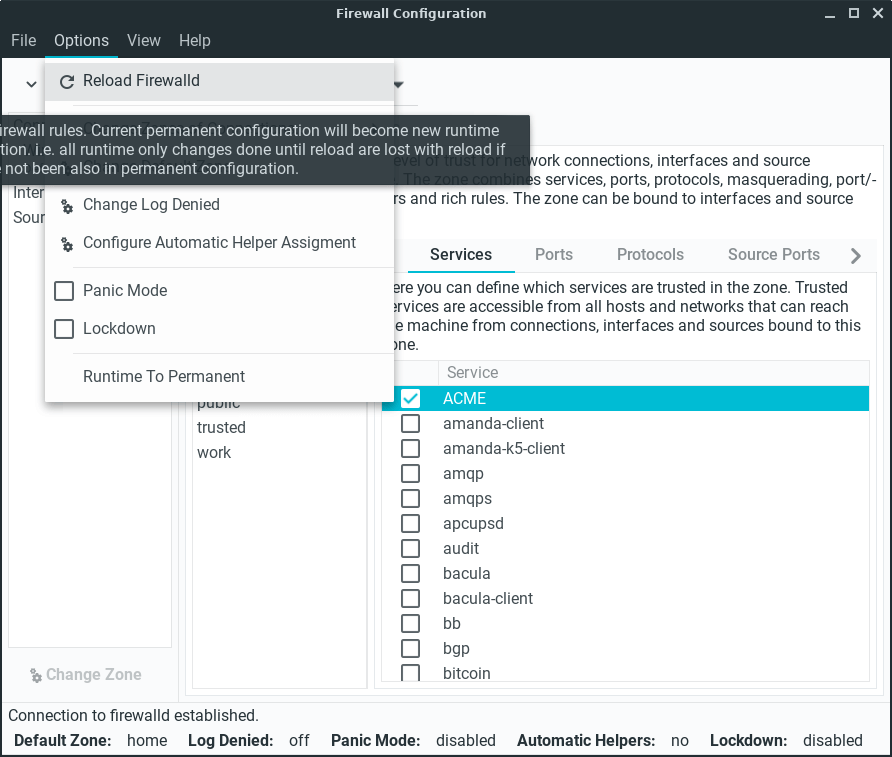 Firewall Configuration
File Options View Help
Reload Firewalld
irewall rules. Current permanent configuration will become new runtime
tion i.e. all runtime only changes done until reload are lost with reload if
not been also in permanent configuration.
evel of trust for network connections, interfaces and source
The zone combines services, ports, protocols, masquerading, port/-
rs and rich rules. The zone can be bound to interfaces and source
Inter
Sour
Change Log Denied
Configure Automatic Helper Assigment
Panic Mode
Lockdown
Runtime To Permanent
Services Ports Protocols Source Ports
ere you can define which services are trusted in the zone. Trusted
ervices are accessible from all hosts and networks that can reach
e machine from connections, interfaces and sources bound to this
one.
public
trusted
work
Service
ACME
amanda-client
amanda-k5-client
amqp
amqps
apcupsd
audit
bacula
bacula-client
bb
bgp
bitcoin
Change Zone
Connection to firewalld established.
Default Zone: home Log Denied: off Panic Mode: disabled Automatic Helpers: no Lockdown: disabled